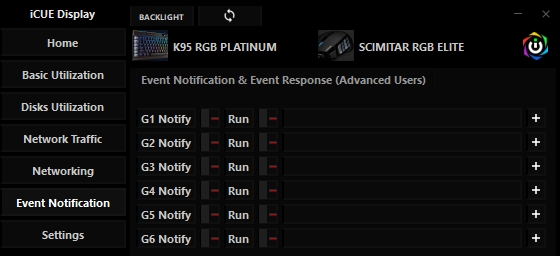 iCUE Display
BACKLIGHT
Home
K95 RGB PLATINUM
SCIMITAR RGB ELITE
Basic Utilization
Event Notification & Event Response (Advanced Users)
Disks Utilization
G1 Notify Run +
Network Traffic
G2 Notify Run +
G3 Notify Run +
Networking
G4 Notify Run +
Event Notification
G5 Notify Run +
Settings
G6 Notify Run +